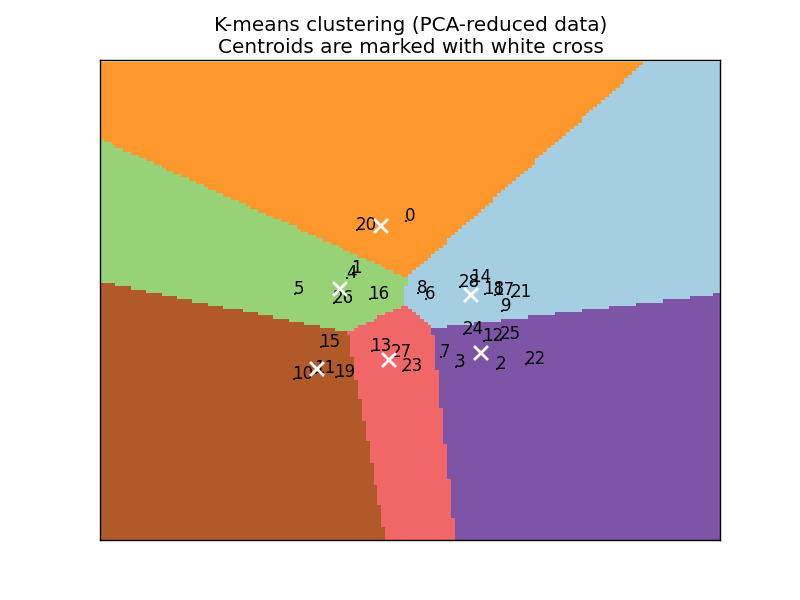 K-means clustering (PCA-reduced data)
Centroids are marked with white cross
20 0
1
4
5 26 16 8 6 28 14 18 17 21
9
15 13 27 7 24 12 25
10 11 19 23 3 2 22